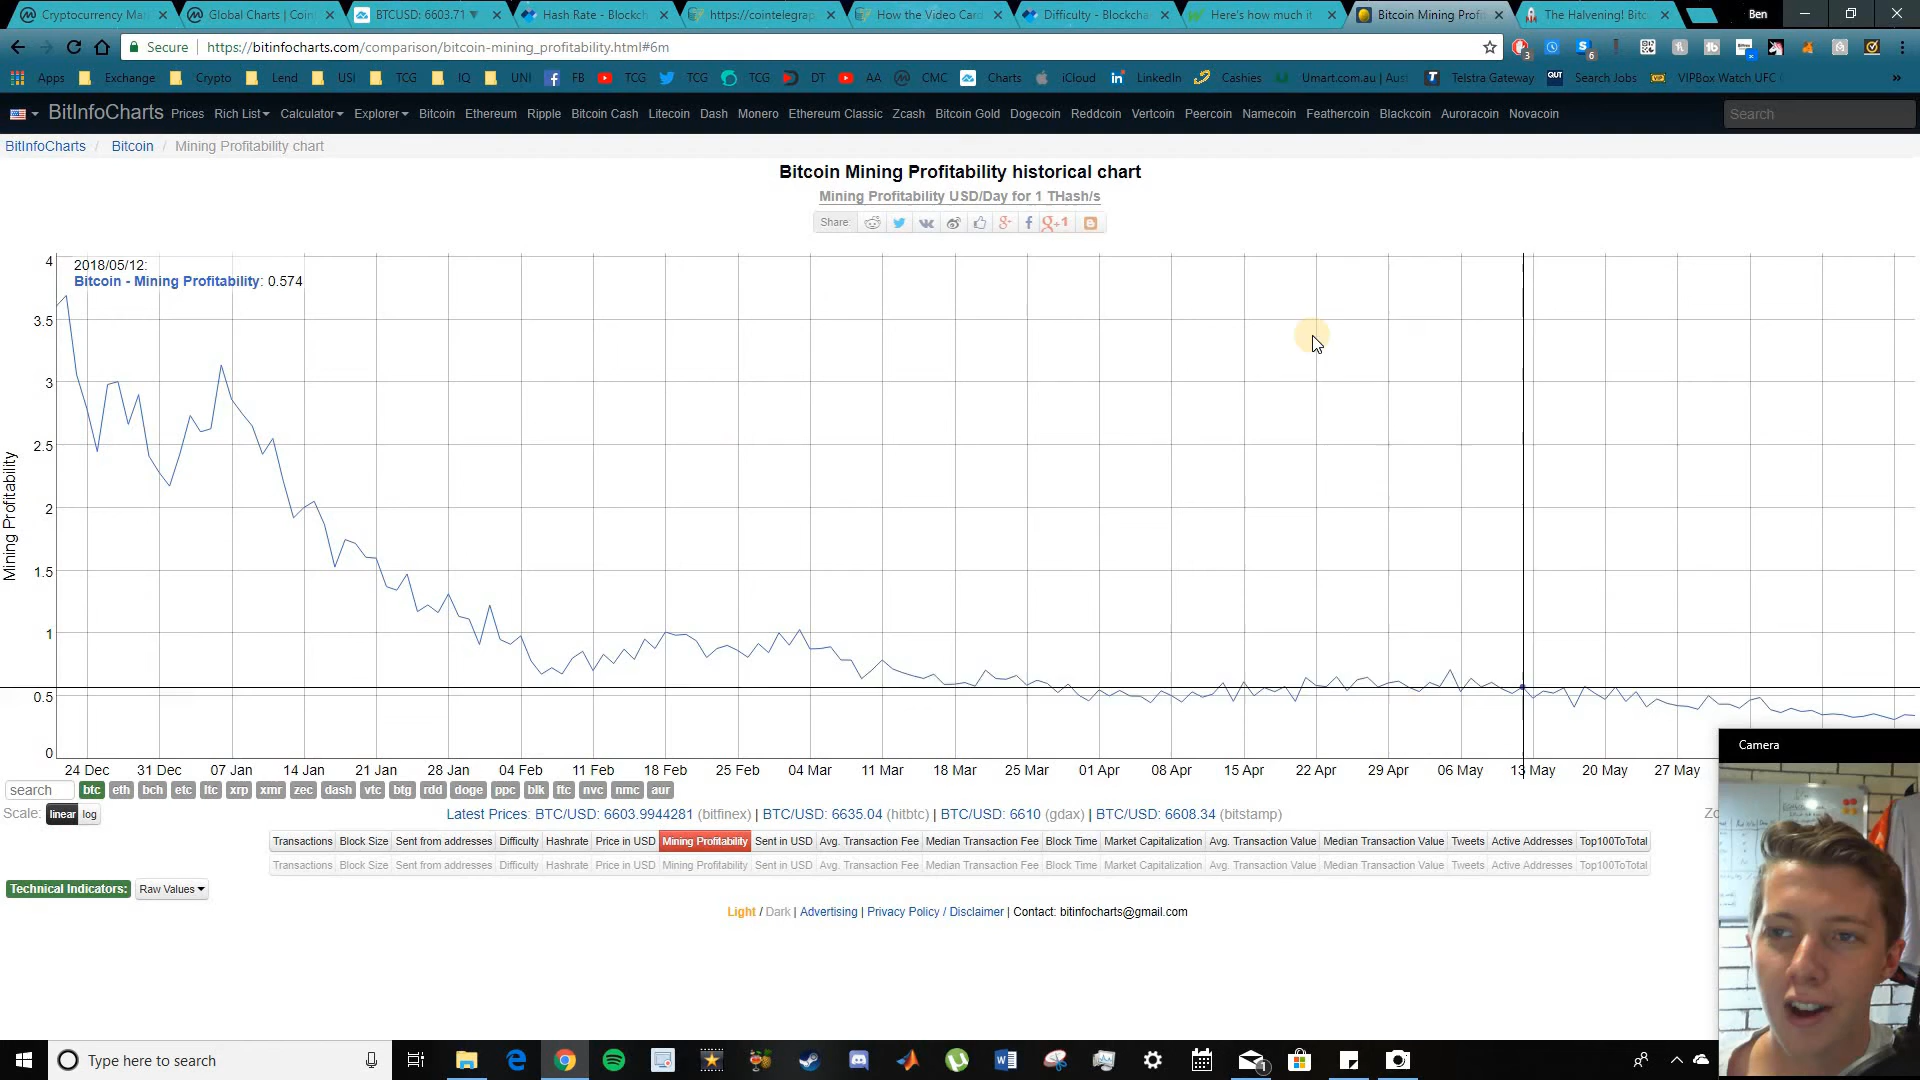 Cryptocurrency Ma
Global Charts | Coin
BTCUSD: 6603.71 ▼
Hash Rate - Blockch
https://cointelegrap
How the Video Card
Difficulty - Blockcha
Here's how much it
Bitcoin Mining Profi
The Halvening! Bitc
Ben
Secure
https://bitinfocharts.com/comparison/bitcoin-mining_profitability.html#6m
Apps Exchange Crypto Lend USI TCG IQ UNI FB TCG TCG TCG DT AA CMC Charts iCloud LinkedIn Cashies Umart.com.au | Aus Telstra Gateway Search Jobs VIPBox Watch UFC »
BitInfoCharts Prices Rich List Calculator Explorer Bitcoin Ethereum Ripple Bitcoin Cash Litecoin Dash Monero Ethereum Classic Zcash Bitcoin Gold Dogecoin Reddcoin Vertcoin Peercoin Namecoin Feathercoin Blackcoin Auroracoin Novacoin Search
BitInfoCharts / Bitcoin / Mining Profitability chart
Bitcoin Mining Profitability historical chart
Mining Profitability USD/Day for 1 THash/s
Share: g+1
2018/05/12:
Bitcoin - Mining Profitability: 0.574
4
3.5
3
2.5
2
1.5
1
0.5
0
Mining Profitability
24 Dec 31 Dec 07 Jan 14 Jan 21 Jan 28 Jan 04 Feb 11 Feb 18 Feb 25 Feb 04 Mar 11 Mar 18 Mar 25 Mar 01 Apr 08 Apr 15 Apr 22 Apr 29 Apr 06 May 13 May 20 May 27 May
Camera
search btc eth bch etc ltc xrp xmr zec dash vtc btg rdd doge ppc blk ftc nvc nmc aur
Scale: linear log
Latest Prices: BTC/USD: 6603.9944281 (bitfinex) | BTC/USD: 6635.04 (hitbtc) | BTC/USD: 6610 (gdax) | BTC/USD: 6608.34 (bitstamp)
Transactions Block Size Sent from addresses Difficulty Hashrate Price in USD Mining Profitability Sent in USD Avg. Transaction Fee Median Transaction Fee Block Time Market Capitalization Avg. Transaction Value Median Transaction Value Tweets Active Addresses Top100ToTotal
Transactions Block Size Sent from addresses Difficulty Hashrate Price in USD Mining Profitability Sent in USD Avg. Transaction Fee Median Transaction Fee Block Time Market Capitalization Avg. Transaction Value Median Transaction Value Tweets Active Addresses Top100ToTotal
Technical Indicators: Raw Values
Light / Dark | Advertising | Privacy Policy / Disclaimer | Contact: bitinfocharts@gmail.com
Type here to search